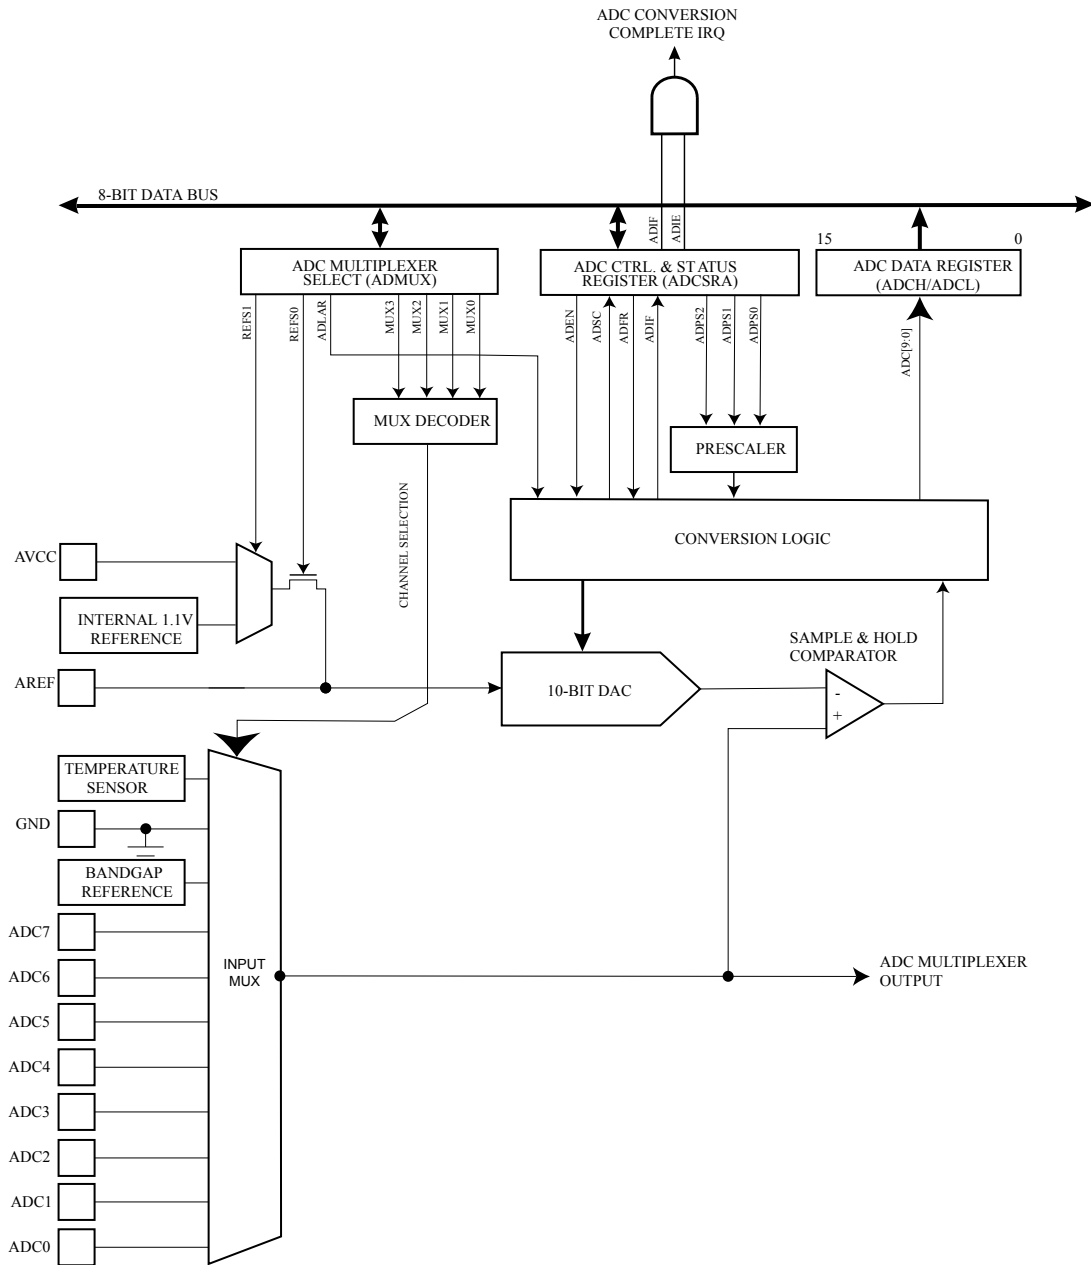 ADC CONVERSION
COMPLETE IRQ
8-BIT DATA BUS
ADIF
ADIE
15
0
ADC MULTIPLEXER
SELECT (ADMUX)
ADC CTRL. & STATUS
REGISTER (ADCSRA)
ADC DATA REGISTER
(ADCH/ADCL)
REFS1
REFS0
ADLAR
MUX3
MUX2
MUX1
MUX0
ADEN
ADSC
ADFR
ADIF
ADPS2
ADPS1
ADPS0
ADC[9:0]
MUX DECODER
PRESCALER
CHANNEL SELECTION
CONVERSION LOGIC
AVCC
INTERNAL 1.1V
REFERENCE
SAMPLE & HOLD
COMPARATOR
AREF
10-BIT DAC
-
+
TEMPERATURE
SENSOR
GND
BANDGAP
REFERENCE
ADC7
ADC6
INPUT
MUX
ADC MULTIPLEXER
OUTPUT
ADC5
ADC4
ADC3
ADC2
ADC1
ADC0